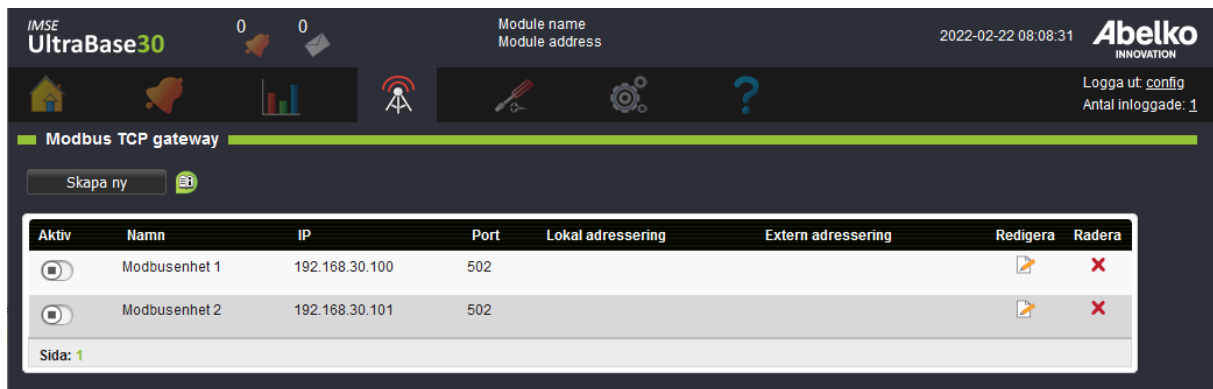 IMSE
UltraBase30
0
0
Module name
Module address
2022-02-22 08:08:31
Abelko
INNOVATION
Logga ut: config
Antal inloggade: 1
Modbus TCP gateway
Skapa ny
Aktiv Namn IP Port Lokal adressering Extern adressering Redigera Radera
Modbusenhet 1 192.168.30.100 502
Modbusenhet 2 192.168.30.101 502
Sida: 1